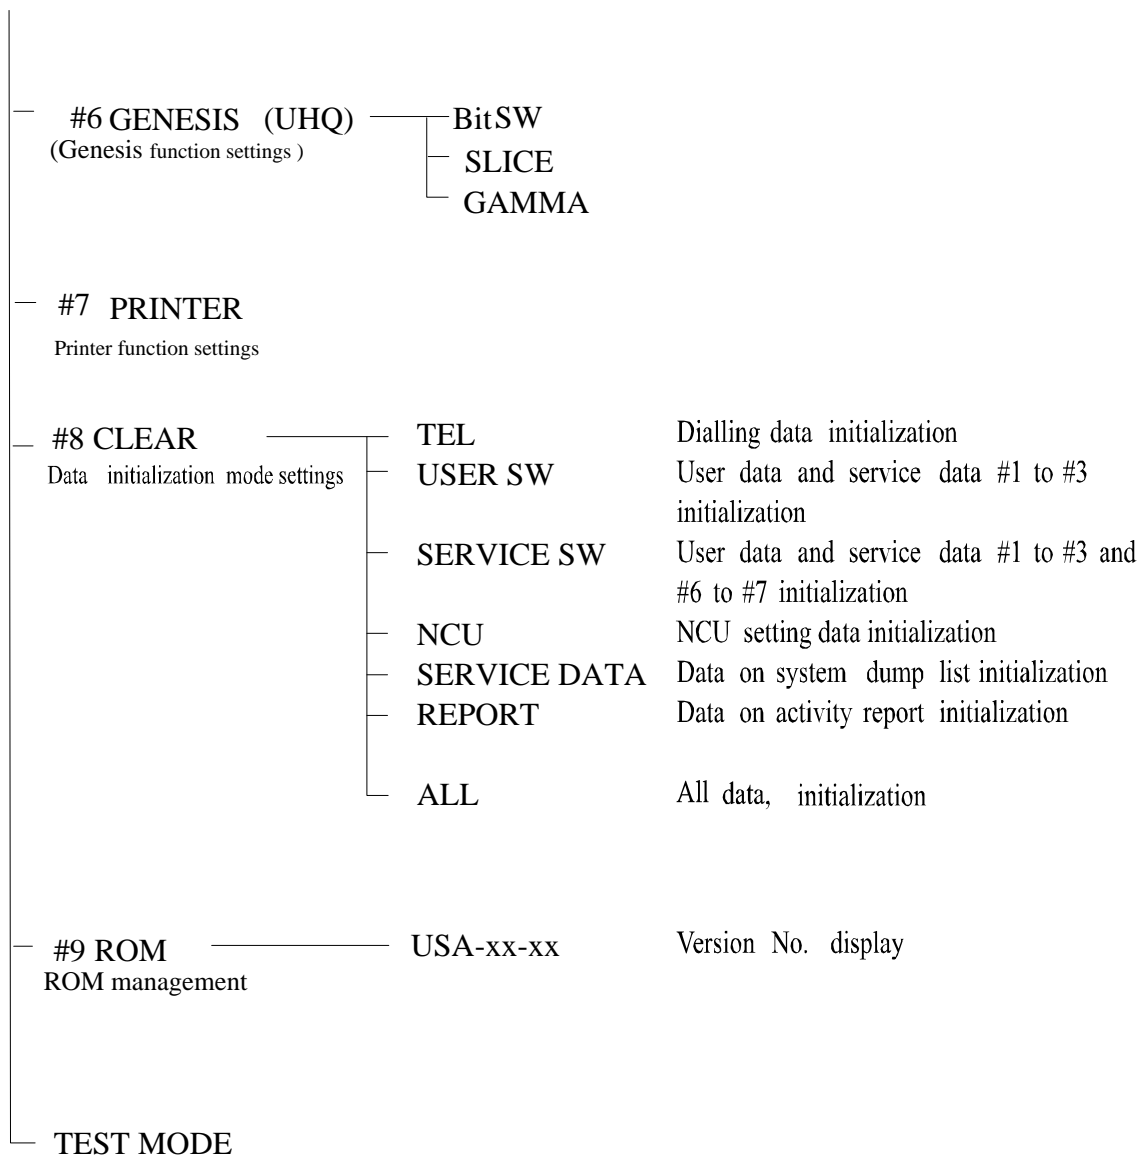 #6 GENESIS (UHQ) BitSW
(Genesis function settings )
SLICE
GAMMA
#7 PRINTER
Printer function settings
#8 CLEAR TEL Dialling data initialization
Data initialization mode settings
USER SW User data and service data #1 to #3
initialization
SERVICE SW User data and service data #1 to #3 and
#6 to #7 initialization
NCU NCU setting data initialization
SERVICE DATA Data on system dump list initialization
REPORT Data on activity report initialization
ALL All data, initialization
#9 ROM USA-xx-xx Version No. display
ROM management
TEST MODE